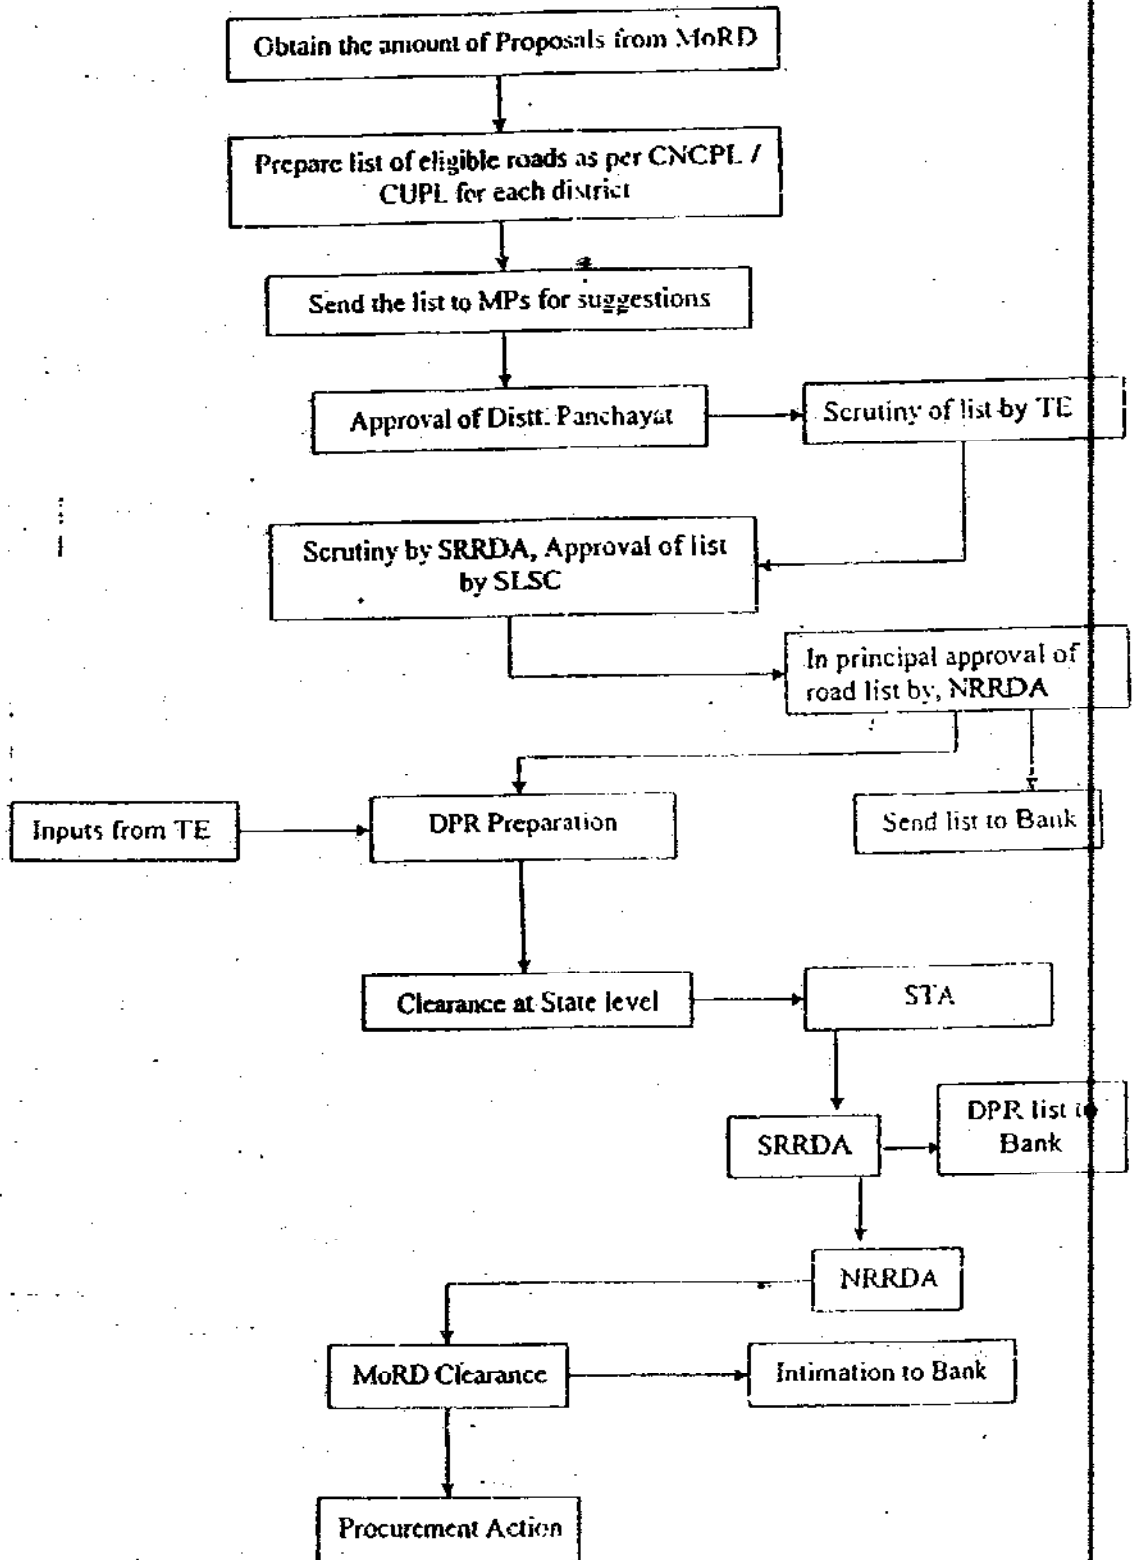 Obtain the amount of Proposals from MoRD
Prepare list of eligible roads as per CNCPL /
CUPL for each district
Send the list to MPs for suggestions
Approval of Distt. Panchayat
Scrutiny of list by TE
Scrutiny by SRRDA, Approval of list
by SLSC
In principal approval of
road list by, NRRDA
Inputs from TE
DPR Preparation
Send list to Bank
Clearance at State level
STA
DPR list to
Bank
SRRDA
NRRDA
MoRD Clearance
Intimation to Bank
Procurement Action